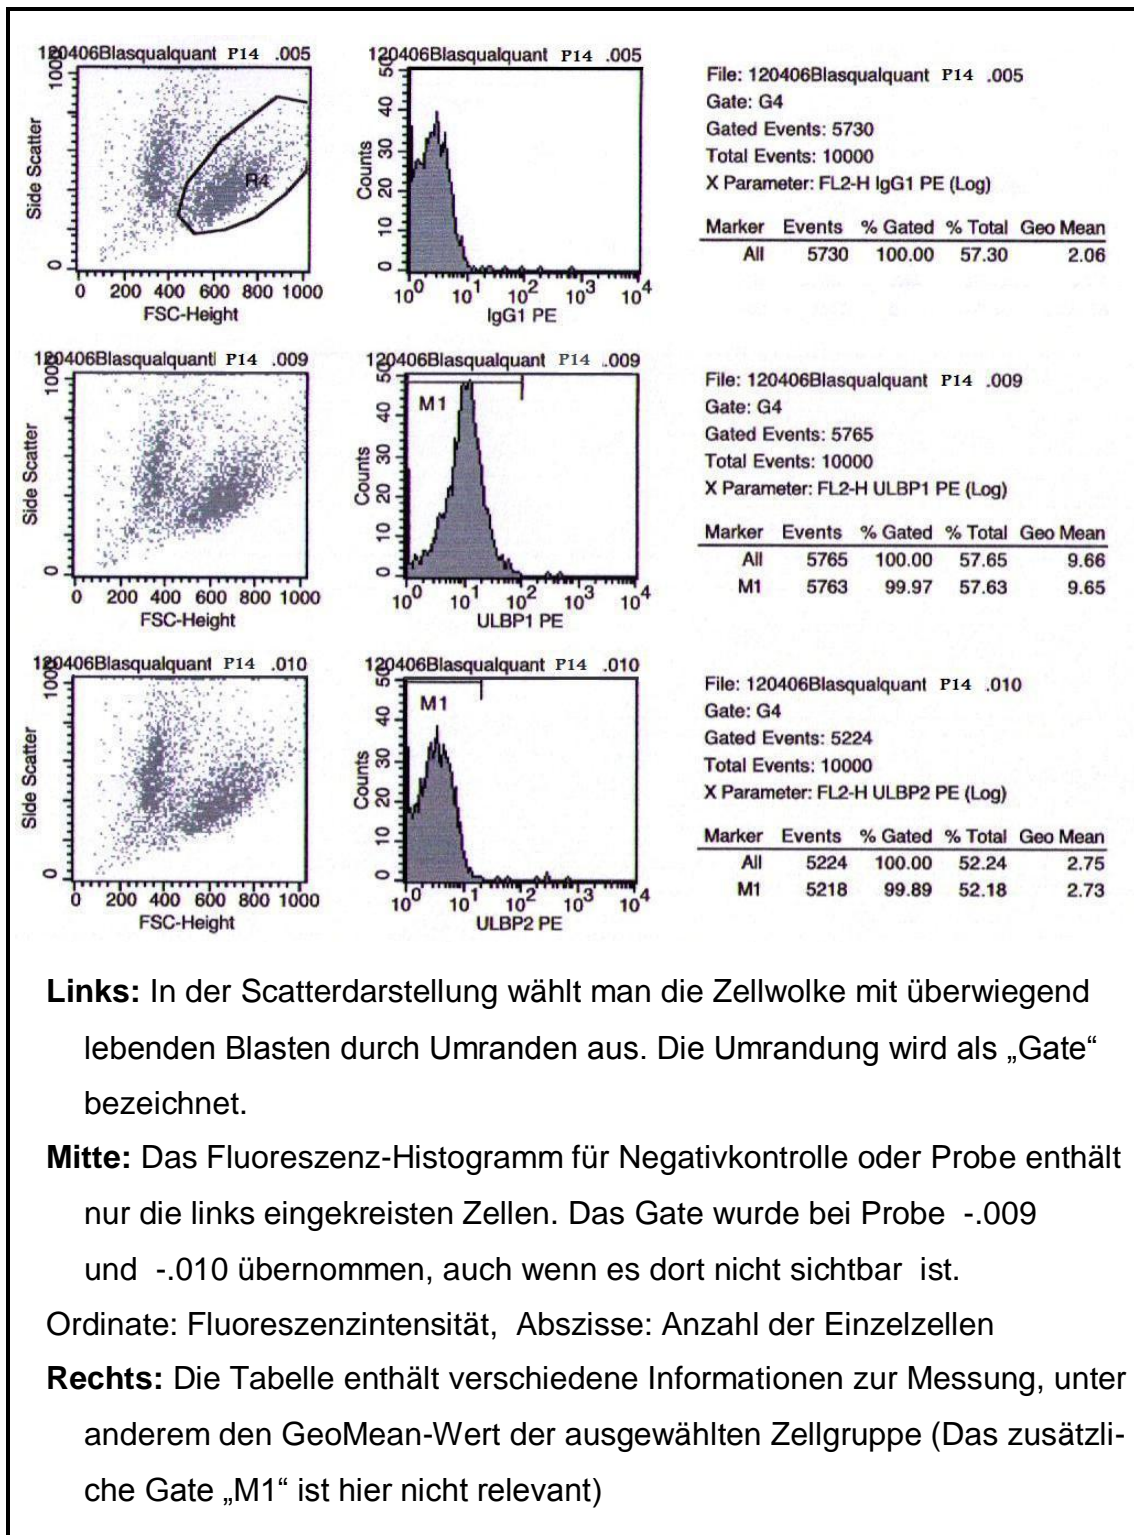 120406Blasqualquant P14 .005
1000
Side Scatter
0
R4
0 200 400 600 800 1000
FSC-Height
120406Blasqualquant P14 .005
50
40
30
20
10
0
Counts
10^0 10^1 10^2 10^3 10^4
IgG1 PE
File: 120406Blasqualquant P14 .005
Gate: G4
Gated Events: 5730
Total Events: 10000
X Parameter: FL2-H IgG1 PE (Log)
Marker Events % Gated % Total Geo Mean
All 5730 100.00 57.30 2.06
120406Blasqualquant P14 .009
1000
Side Scatter
0
0 200 400 600 800 1000
FSC-Height
120406Blasqualquant P14 .009
50
40
30
20
10
0
Counts
M1
10^0 10^1 10^2 10^3 10^4
ULBP1 PE
File: 120406Blasqualquant P14 .009
Gate: G4
Gated Events: 5765
Total Events: 10000
X Parameter: FL2-H ULBP1 PE (Log)
Marker Events % Gated % Total Geo Mean
All 5765 100.00 57.65 9.66
M1 5763 99.97 57.63 9.65
120406Blasqualquant P14 .010
1000
Side Scatter
0
0 200 400 600 800 1000
FSC-Height
120406Blasqualquant P14 .010
50
40
30
20
10
0
Counts
M1
10^0 10^1 10^2 10^3 10^4
ULBP2 PE
File: 120406Blasqualquant P14 .010
Gate: G4
Gated Events: 5224
Total Events: 10000
X Parameter: FL2-H ULBP2 PE (Log)
Marker Events % Gated % Total Geo Mean
All 5224 100.00 52.24 2.75
M1 5218 99.89 52.18 2.73
Links: In der Scatterdarstellung wählt man die Zellwolke mit überwiegend
lebenden Blasten durch Umranden aus. Die Umrandung wird als „Gate“
bezeichnet.
Mitte: Das Fluoreszenz-Histogramm für Negativkontrolle oder Probe enthält
nur die links eingekreisten Zellen. Das Gate wurde bei Probe -.009
und -.010 übernommen, auch wenn es dort nicht sichtbar ist.
Ordinate: Fluoreszenzintensität, Abszisse: Anzahl der Einzelzellen
Rechts: Die Tabelle enthält verschiedene Informationen zur Messung, unter
anderem den GeoMean-Wert der ausgewählten Zellgruppe (Das zusätzli-
che Gate „M1“ ist hier nicht relevant)